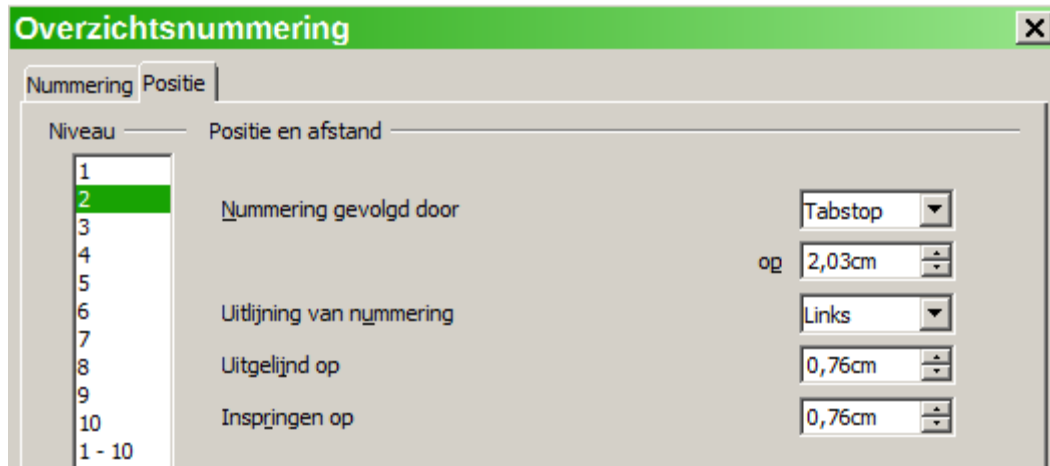 Overzichtsnummering
Nummering Positie
Niveau Positie en afstand
1
2
3
4
5
6
7
8
9
10
1 - 10
Nummering gevolgd door Tabstop
op 2,03cm
Uitlijning van nummering Links
Uitgelijnd op 0,76cm
Inspringen op 0,76cm